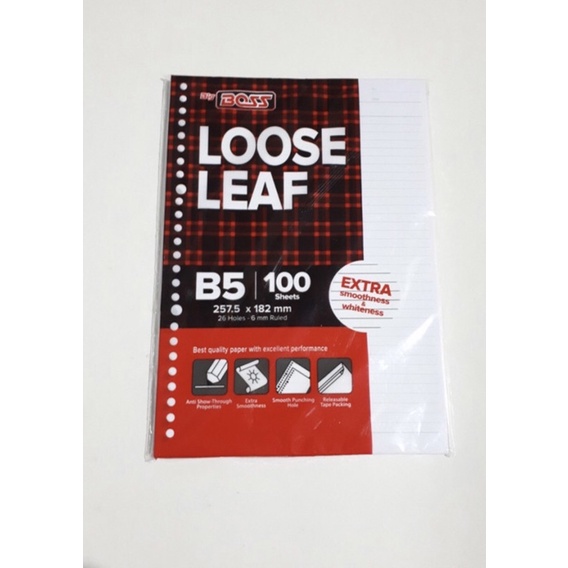 BOSS
LOOSE
LEAF
B5 | 100
Sheets
257.5 x 182 mm
26 Holes - 6 mm Ruled
EXTRA
smoothness
&
whiteness
Best quality paper with excellent performance
Anti Show-Through
Properties
Extra
Smoothness
Smooth Punching
Hole
Releasable
Tape Packing